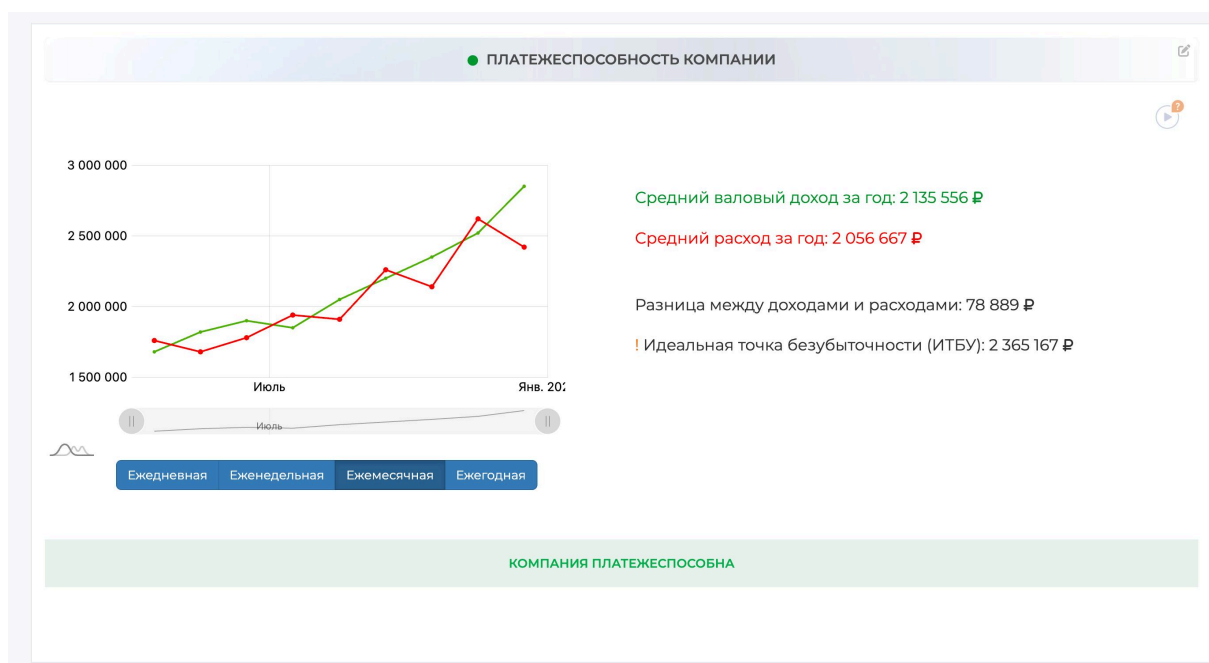 ПЛАТЕЖЕСПОСОБНОСТЬ КОМПАНИИ
?
3 000 000
2 500 000
2 000 000
1 500 000
Июль
Янв. 202
Июль
Ежедневная Еженедельная Ежемесячная Ежегодная
Средний валовый доход за год: 2 135 556 ₽
Средний расход за год: 2 056 667 ₽
Разница между доходами и расходами: 78 889 ₽
! Идеальная точка безубыточности (ИТБУ): 2 365 167 ₽
КОМПАНИЯ ПЛАТЕЖЕСПОСОБНА